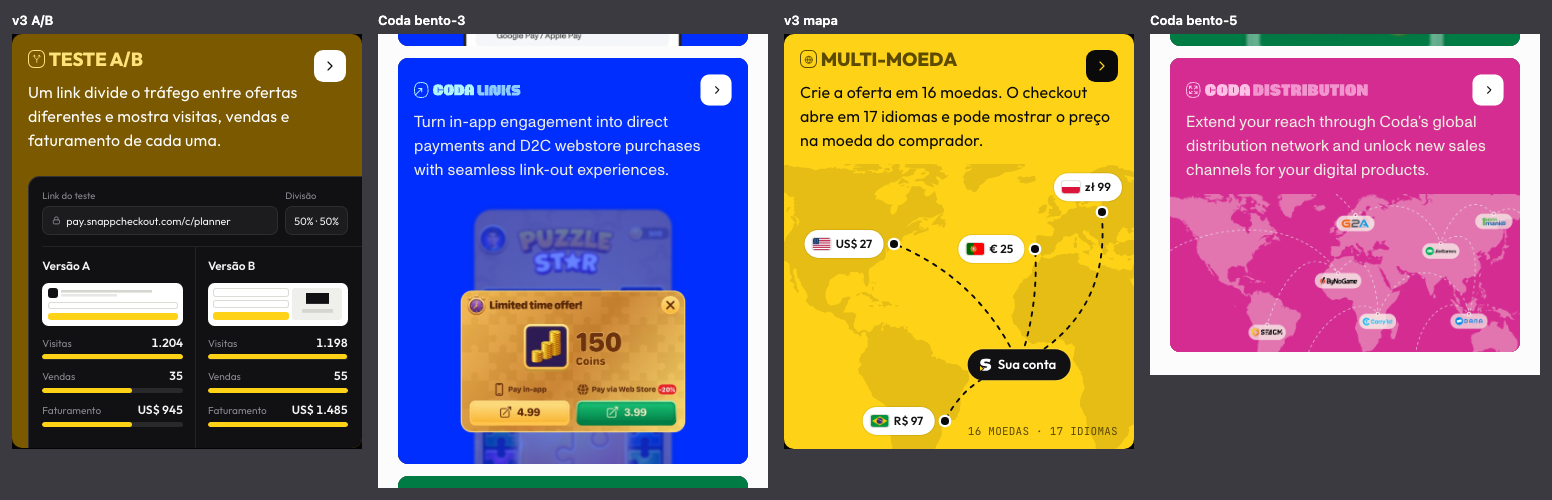 v3 A/B
TESTE A/B
Um link divide o tráfego entre ofertas
diferentes e mostra visitas, vendas e
faturamento de cada uma.
Link do teste
Divisão
pay.snappcheckout.com/c/planner
50% · 50%
Versão A
Versão B
Visitas 1.204
Visitas 1.198
Vendas 35
Vendas 55
Faturamento US$ 945
Faturamento US$ 1.485
Coda bento-3
Google Pay / Apple Pay
CODA LINKS
Turn in-app engagement into direct
payments and D2C webstore purchases
with seamless link-out experiences.
PUZZLE
STAR
Limited time offer!
150
Coins
Pay in-app
Pay via Web Store -20%
4.99
3.99
v3 mapa
MULTI-MOEDA
Crie a oferta em 16 moedas. O checkout
abre em 17 idiomas e pode mostrar o preço
na moeda do comprador.
zł 99
US$ 27
€ 25
S Sua conta
R$ 97
16 MOEDAS · 17 IDIOMAS
Coda bento-5
CODA DISTRIBUTION
Extend your reach through Coda's global
distribution network and unlock new sales
channels for your digital products.
G2A
JioGames
ByNoGame
Carry1st
DANA